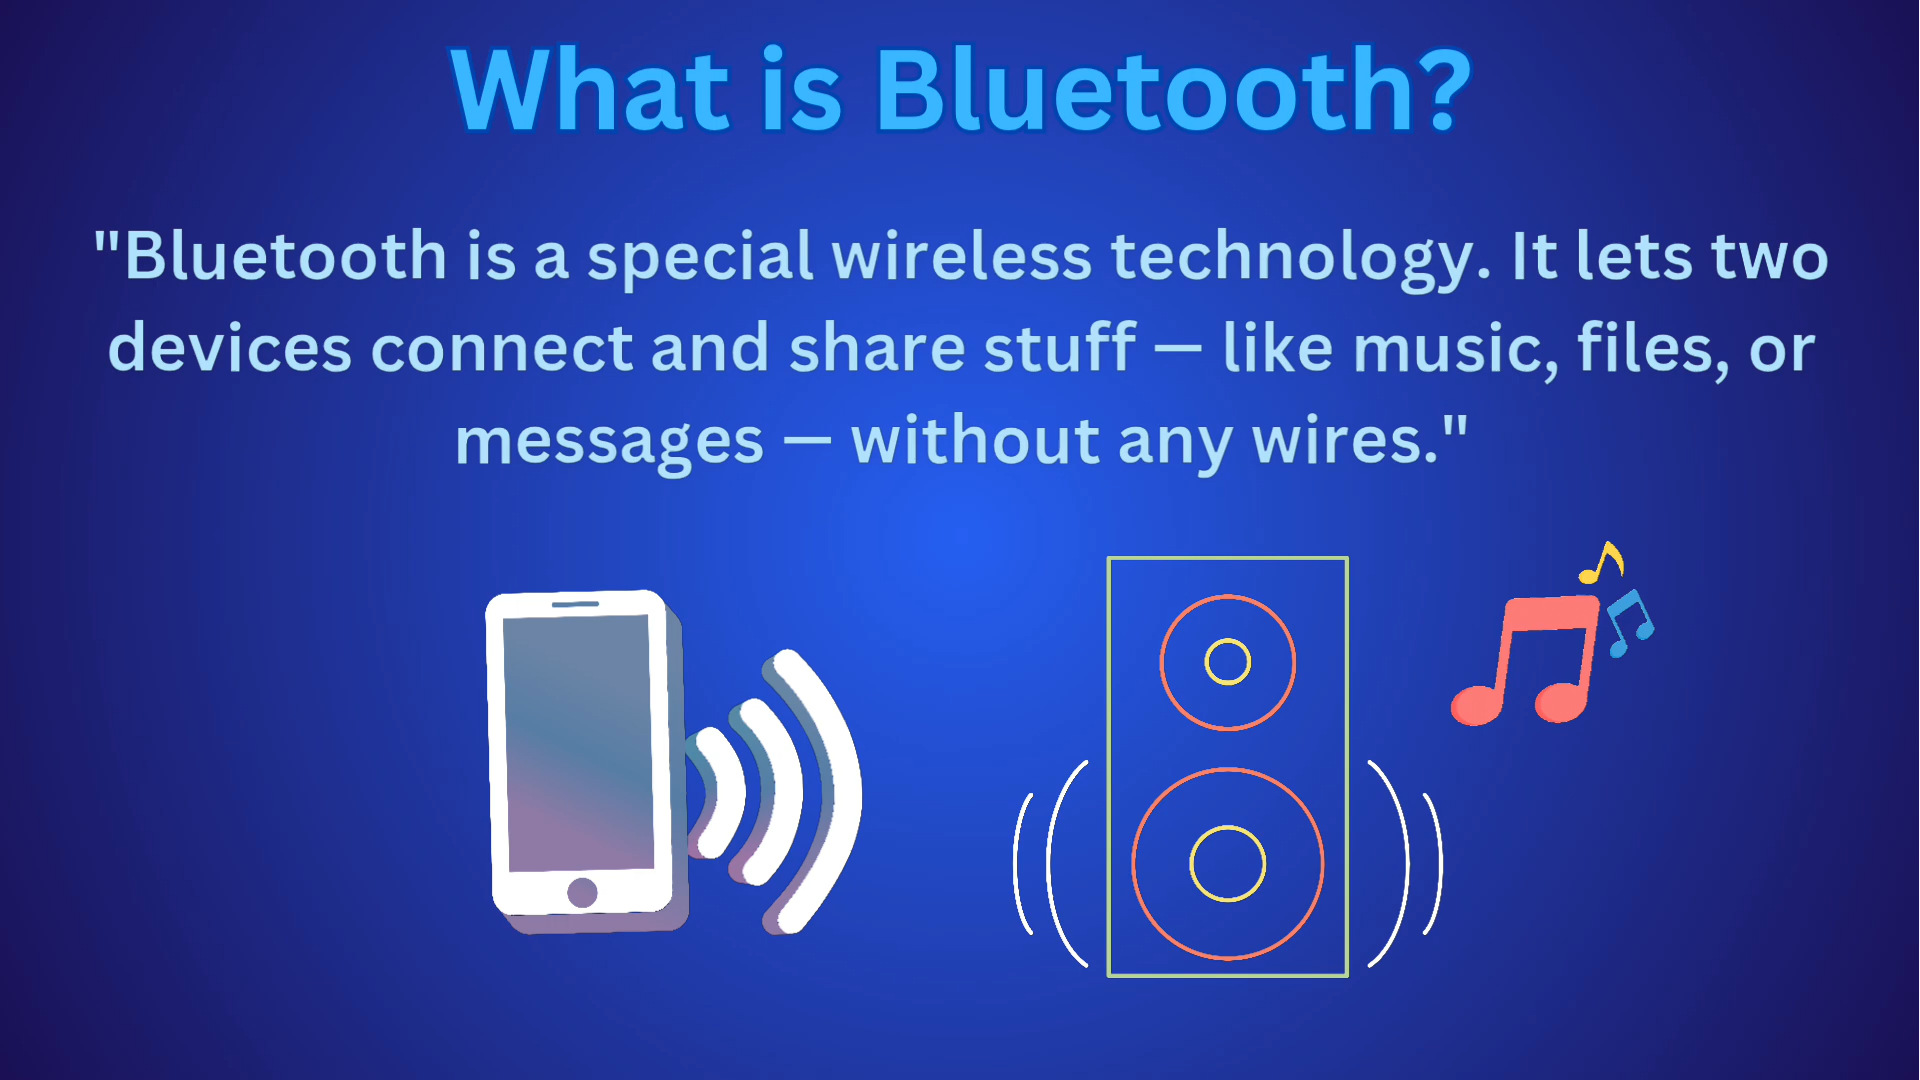 What is Bluetooth?
"Bluetooth is a special wireless technology. It lets two
devices connect and share stuff — like music, files, or
messages — without any wires."